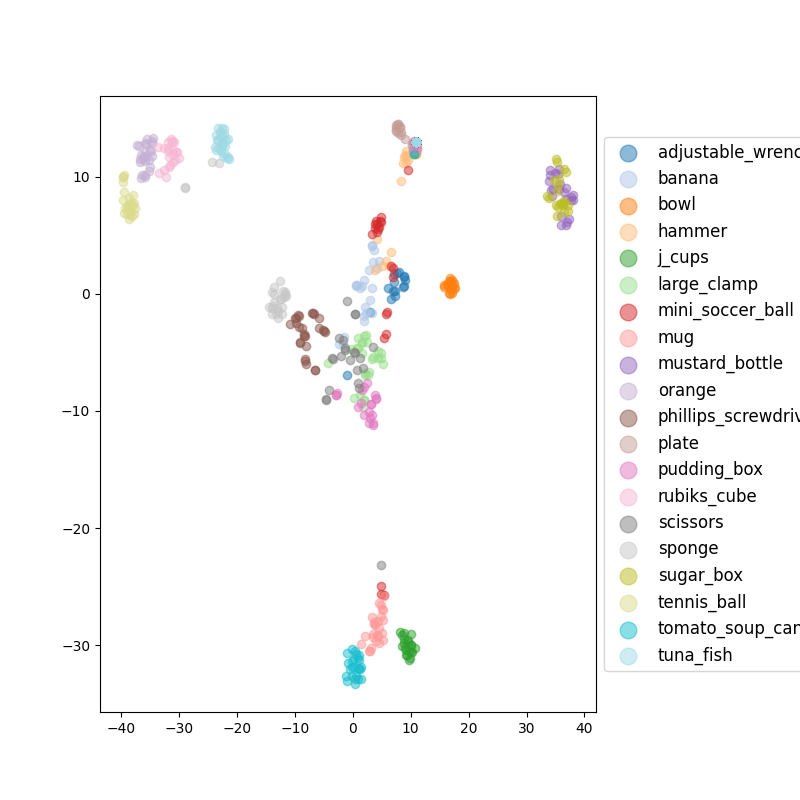 10
0
−10
−20
−30
−40
−30
−20
−10
0
10
20
30
40
adjustable_wrenc
banana
bowl
hammer
j_cups
large_clamp
mini_soccer_ball
mug
mustard_bottle
orange
phillips_screwdriv
plate
pudding_box
rubiks_cube
scissors
sponge
sugar_box
tennis_ball
tomato_soup_can
tuna_fish